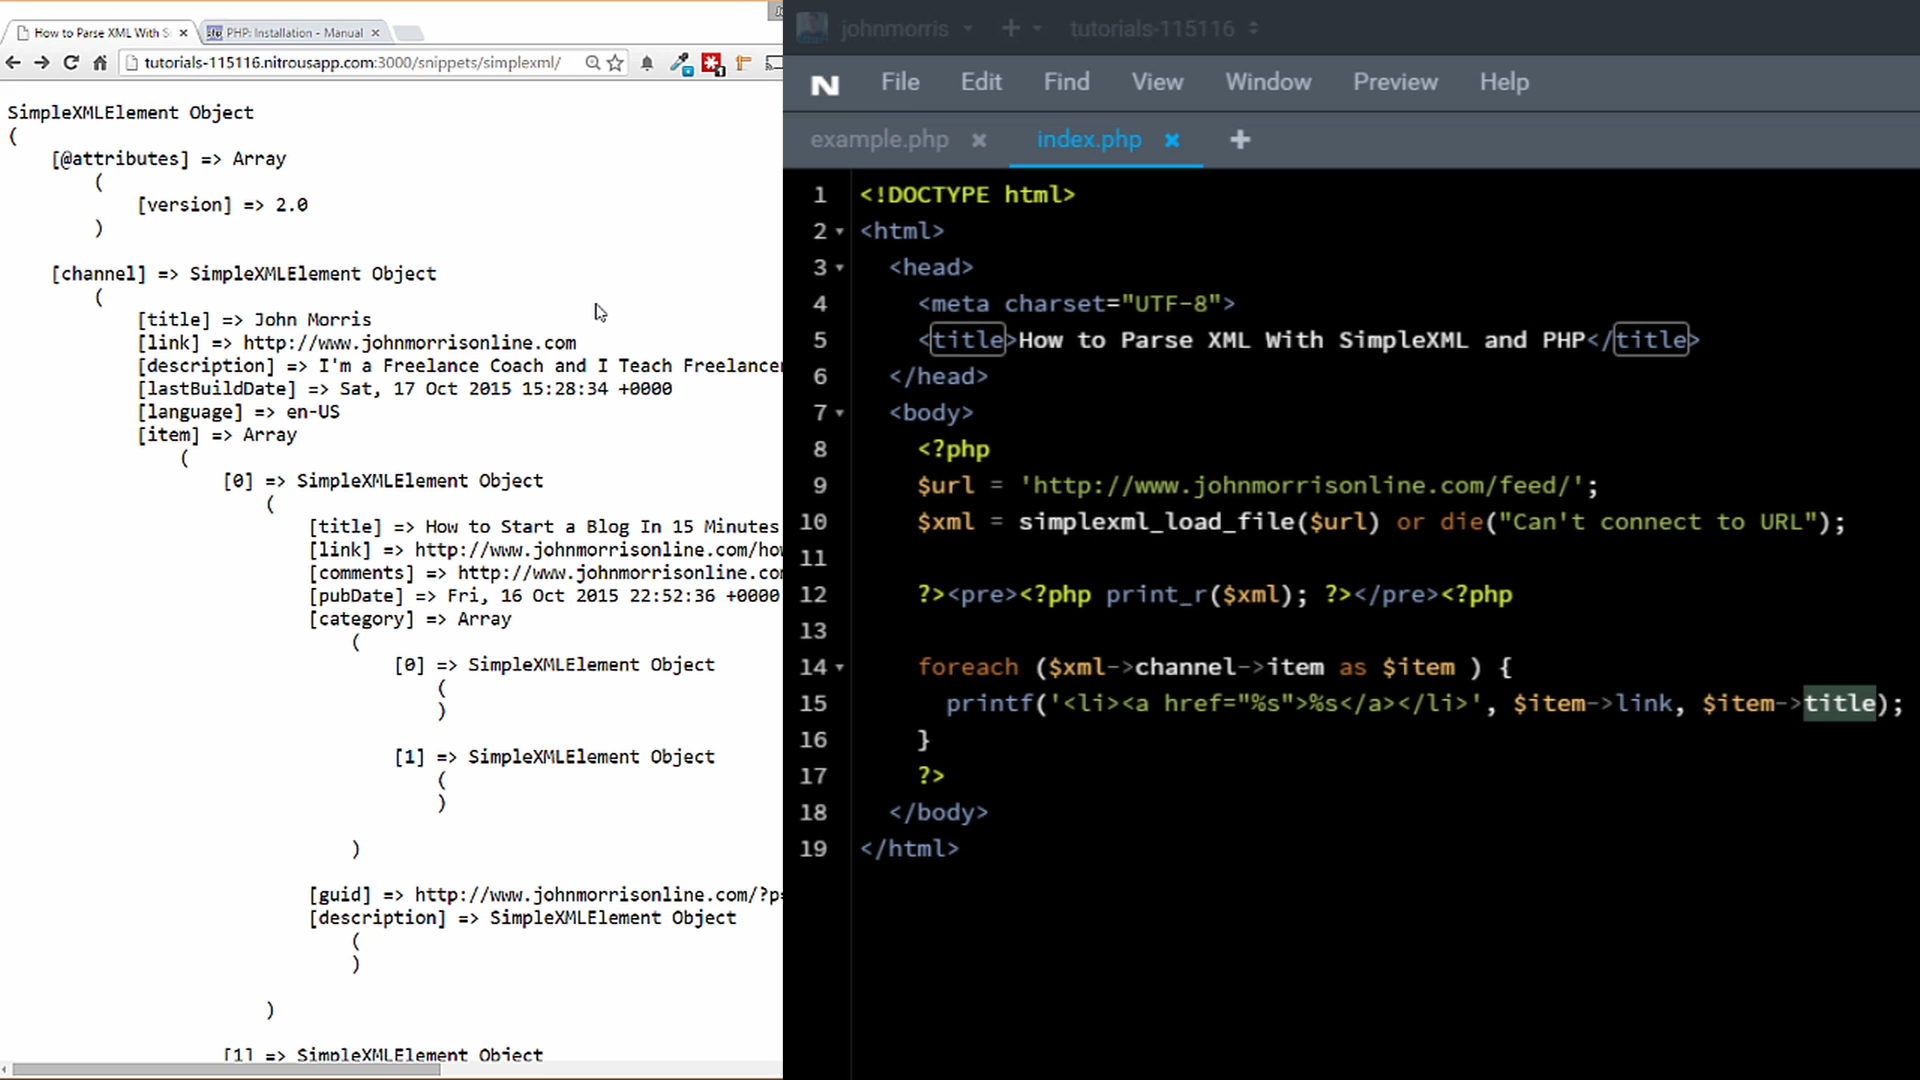 How to Parse XML With S
PHP: Installation - Manual
tutorials-115116.nitrousapp.com:3000/snippets/simplexml/
SimpleXMLElement Object
(
[@attributes] => Array
(
[version] => 2.0
)
[channel] => SimpleXMLElement Object
(
[title] => John Morris
[link] => http://www.johnmorrisonline.com
[description] => I'm a Freelance Coach and I Teach Freelancer
[lastBuildDate] => Sat, 17 Oct 2015 15:28:34 +0000
[language] => en-US
[item] => Array
(
[0] => SimpleXMLElement Object
(
[title] => How to Start a Blog In 15 Minutes
[link] => http://www.johnmorrisonline.com/how
[comments] => http://www.johnmorrisonline.com
[pubDate] => Fri, 16 Oct 2015 22:52:36 +0000
[category] => Array
(
[0] => SimpleXMLElement Object
(
)
[1] => SimpleXMLElement Object
(
)
)
[guid] => http://www.johnmorrisonline.com/?p=
[description] => SimpleXMLElement Object
(
)
)
[1] => SimpleXMLElement Object
johnmorris
tutorials-115116
N File Edit Find View Window Preview Help
example.php
index.php
1 <!DOCTYPE html>
2 <html>
3 <head>
4 <meta charset="UTF-8">
5 <title>How to Parse XML With SimpleXML and PHP</title>
6 </head>
7 <body>
8 <?php
9 $url = 'http://www.johnmorrisonline.com/feed/';
10 $xml = simplexml_load_file($url) or die("Can't connect to URL");
11
12 ?><pre><?php print_r($xml); ?></pre><?php
13
14 foreach ($xml->channel->item as $item ) {
15 printf('<li><a href="%s">%s</a></li>', $item->link, $item->title);
16 }
17 ?>
18 </body>
19 </html>